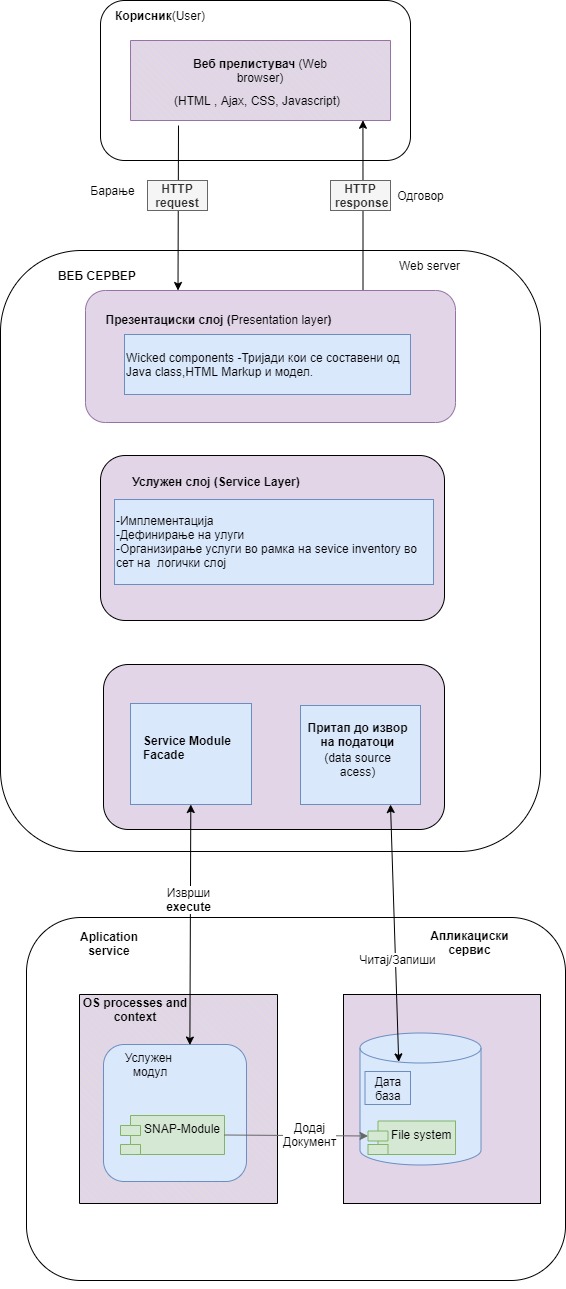 Корисник(User)
Веб прелистувач (Web
browser)
(HTML , Ajax, CSS, Javascript)
Барање
HTTP
request
HTTP
response
Одговор
ВЕБ СЕРВЕР
Web server
Презентациски слој (Presentation layer)
Wicked components -Тријади кои се составени од
Java class,HTML Markup и модел.
Услужен слој (Service Layer)
-Имплементација
-Дефинирање на улуги
-Организирање услуги во рамка на sevice inventory во
сет на логички слој
Service Module
Facade
Притап до извор
на податоци
(data source
acess)
Изврши
execute
Читај/Запиши
Aplication
service
Апликациски
сервис
OS processes and
context
Услужен
модул
SNAP-Module
Додај
Документ
Дата
база
File system